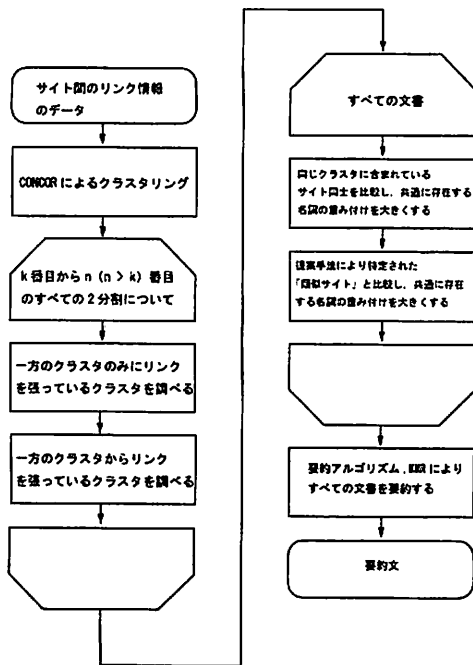 サイト間のリンク情報
のデータ
CONCORによるクラスタリング
k番目からn(n>k)番目
のすべての2分割について
一方のクラスタのみにリンク
を張っているクラスタを調べる
一方のクラスタからリンク
を張っているクラスタを調べる
すべての文書
同じクラスタに含まれている
サイト同士を比較し、共通に存在する
名詞の重み付けを大きくする
提案手法により特定された
「類似サイト」と比較し、共通に存在
する名詞の重み付けを大きくする
要約アルゴリズム、により
すべての文書を要約する
要約文